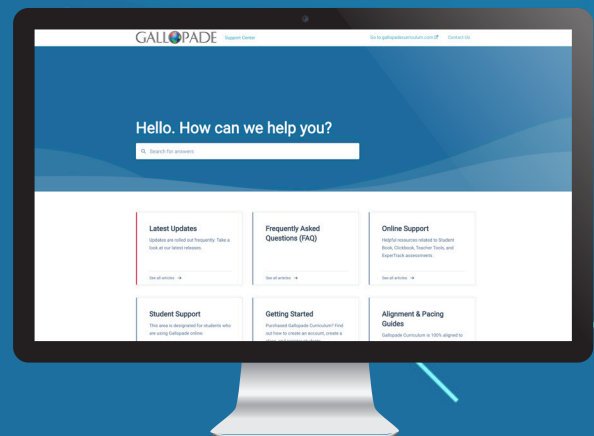 GALLOPADE Support Center
Go to gallopadecurriculum.com Contact Us
Hello. How can we help you?
Search for answers
Latest Updates
Updates are rolled out frequently. Take a
look at our latest releases.
See all articles
Frequently Asked
Questions (FAQ)
See all articles
Online Support
Helpful resources related to Student
Book, Clickbook, Teacher Tools, and
ExperTrack assessments.
See all articles
Student Support
This area is designated for students who
are using Gallopade online.
Getting Started
Purchased Gallopade Curriculum? Find
out how to create an account, create a
Alignment & Pacing
Guides
Gallopade Curriculum is 100% aligned to